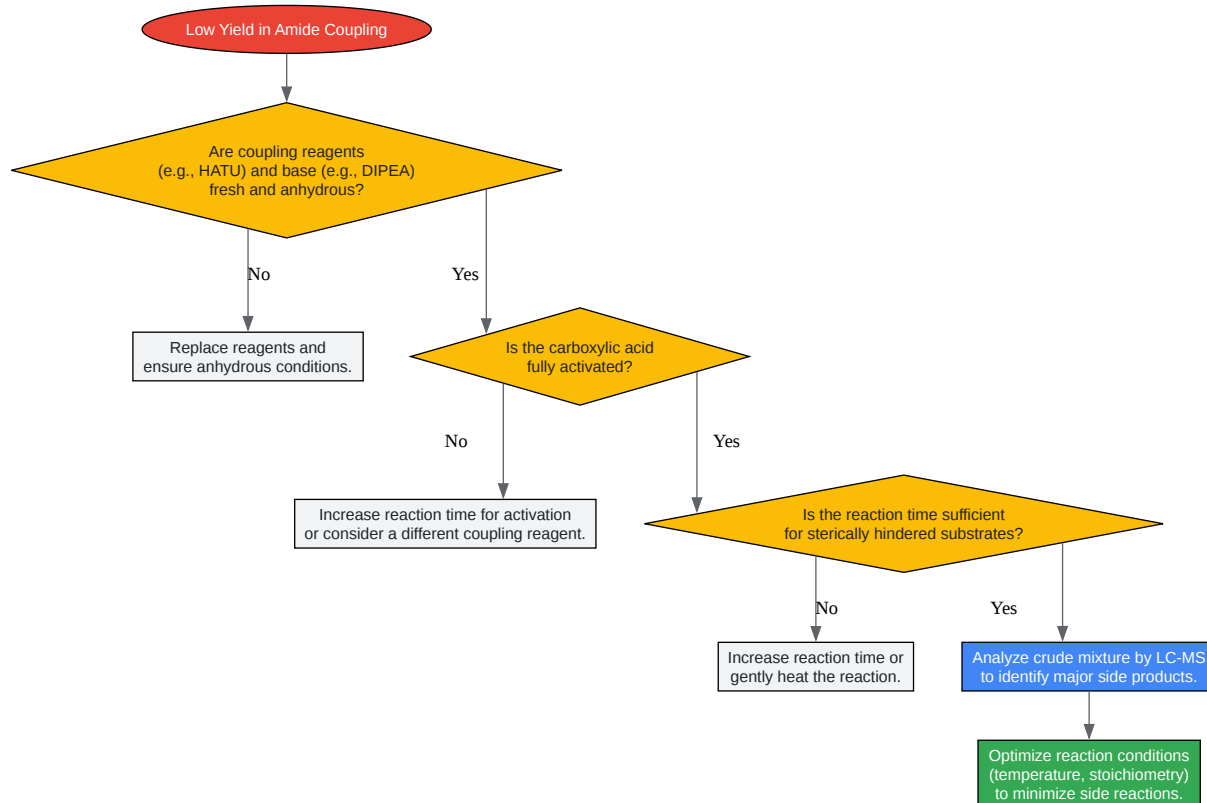 Low Yield in Amide Coupling
Are coupling reagents
(e.g., HATU) and base (e.g., DIPEA)
fresh and anhydrous?
No
Yes
Replace reagents and
ensure anhydrous conditions.
Is the carboxylic acid
fully activated?
No
Yes
Increase reaction time for activation
or consider a different coupling reagent.
Is the reaction time sufficient
for sterically hindered substrates?
No
Yes
Increase reaction time or
gently heat the reaction.
Analyze crude mixture by LC-MS
to identify major side products.
Optimize reaction conditions
(temperature, stoichiometry)
to minimize side reactions.